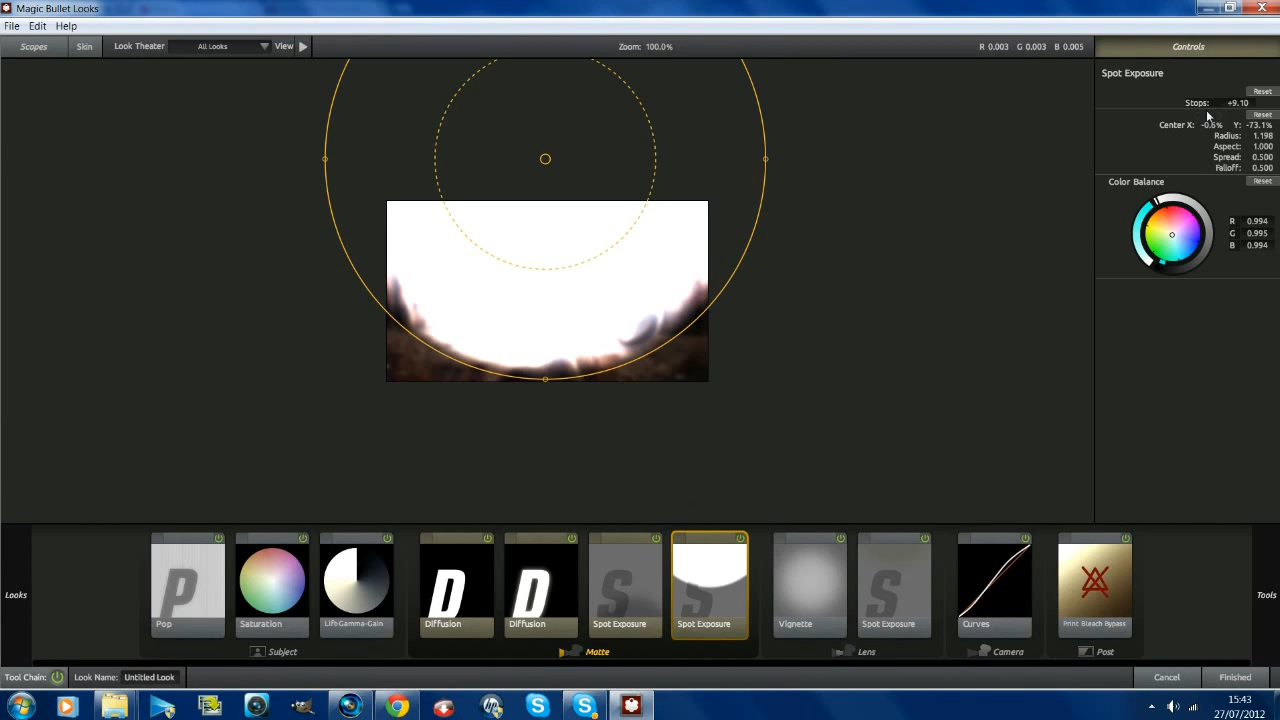 Magic Bullet Looks
File Edit Help
Scopes Skin Look Theater All Looks View Zoom: 100.0% R 0.003 G 0.003 B 0.005 Controls
Spot Exposure
Reset
Stops: +9.10
Reset
Center X: -0.6% Y: -73.1%
Radius: 1.198
Aspect: 1.000
Spread: 0.500
Falloff: 0.500
Color Balance Reset
R 0.994
G 0.995
B 0.994
P D D S S S
Pop Saturation Lift-Gamma-Gain Diffusion Diffusion Spot Exposure Spot Exposure Vignette Spot Exposure Curves Print Bleach Bypass
Looks Tools
Subject Matte Lens Camera Post
Tool Chain: Look Name: Untitled Look Cancel Finished
15:43
27/07/2012